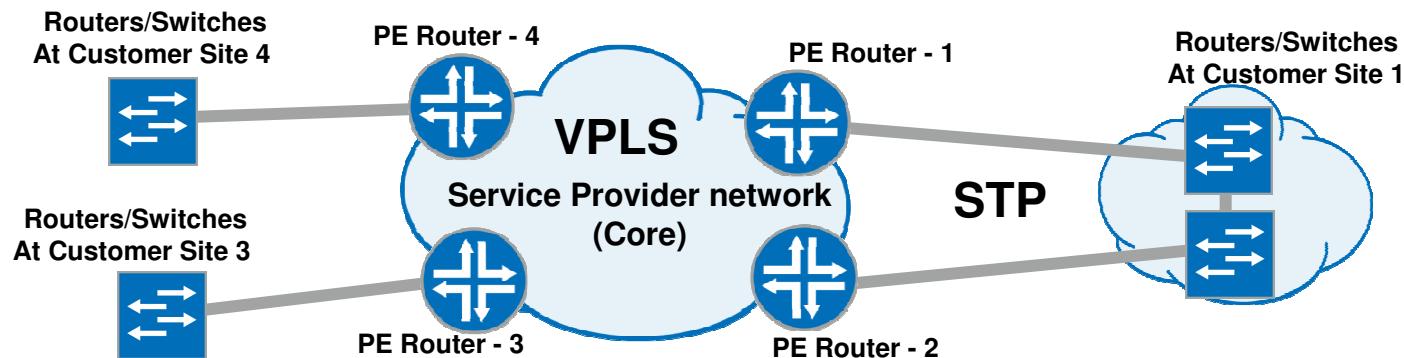 Routers/Switches
At Customer Site 4
PE Router - 4
PE Router - 1
Routers/Switches
At Customer Site 1
VPLS
Service Provider network
(Core)
STP
Routers/Switches
At Customer Site 3
PE Router - 3
PE Router - 2